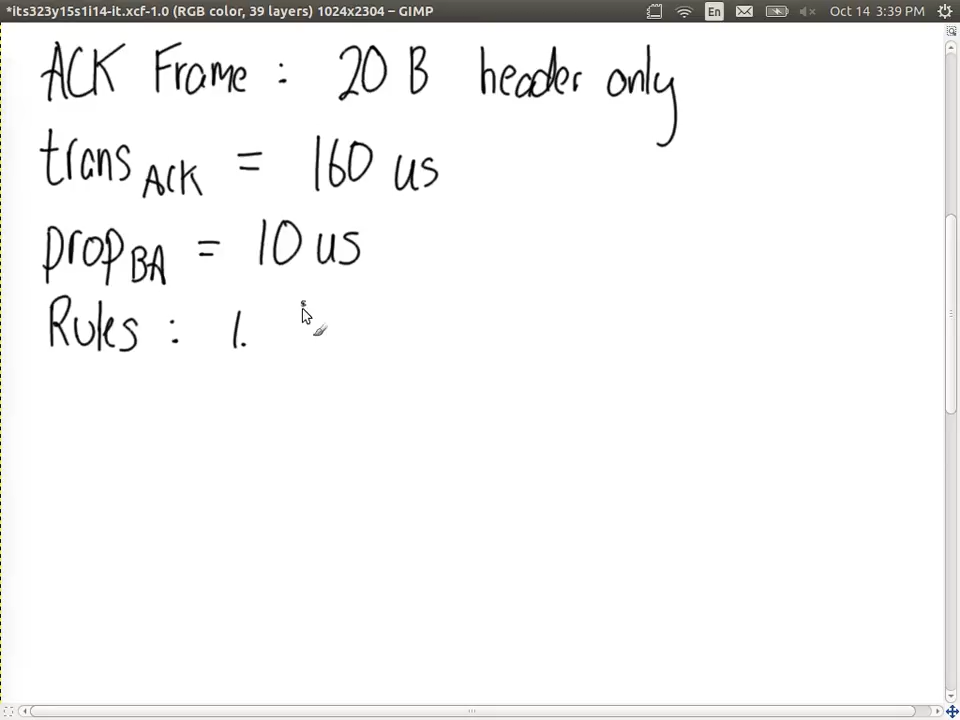 *its323y15s1i14-it.xcf-1.0 (RGB color, 39 layers) 1024x2304 – GIMP En Oct 14 3:39 PM
ACK Frame : 20 B header only
trans ACK = 160 us
prop BA = 10 us
Rules : 1.